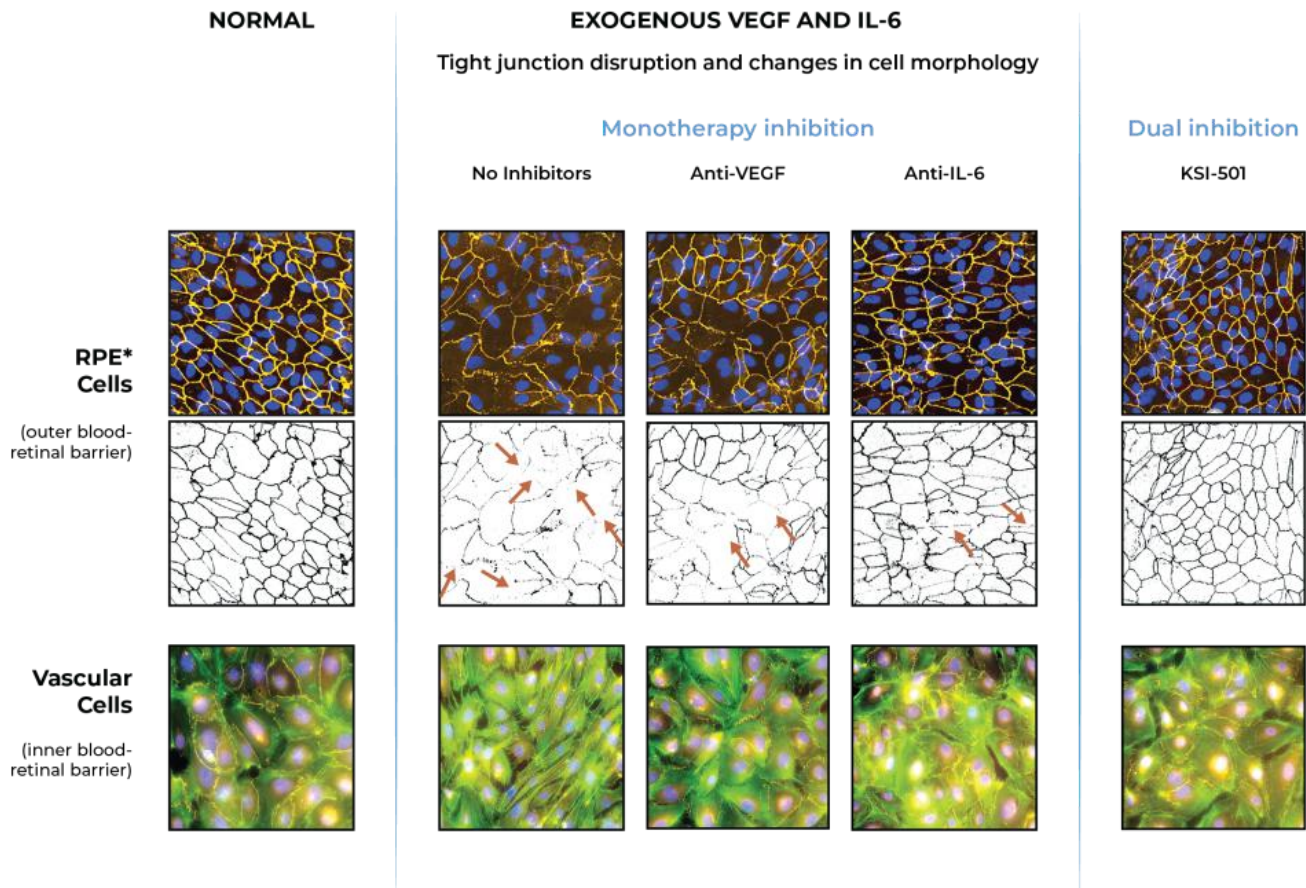 NORMAL
EXOGENOUS VEGF AND IL-6
Tight junction disruption and changes in cell morphology
Monotherapy inhibition
Dual inhibition
No Inhibitors
Anti-VEGF
Anti-IL-6
KSI-501
RPE*
Cells
(outer blood-
retinal barrier)
Vascular
Cells
(inner blood-
retinal barrier)